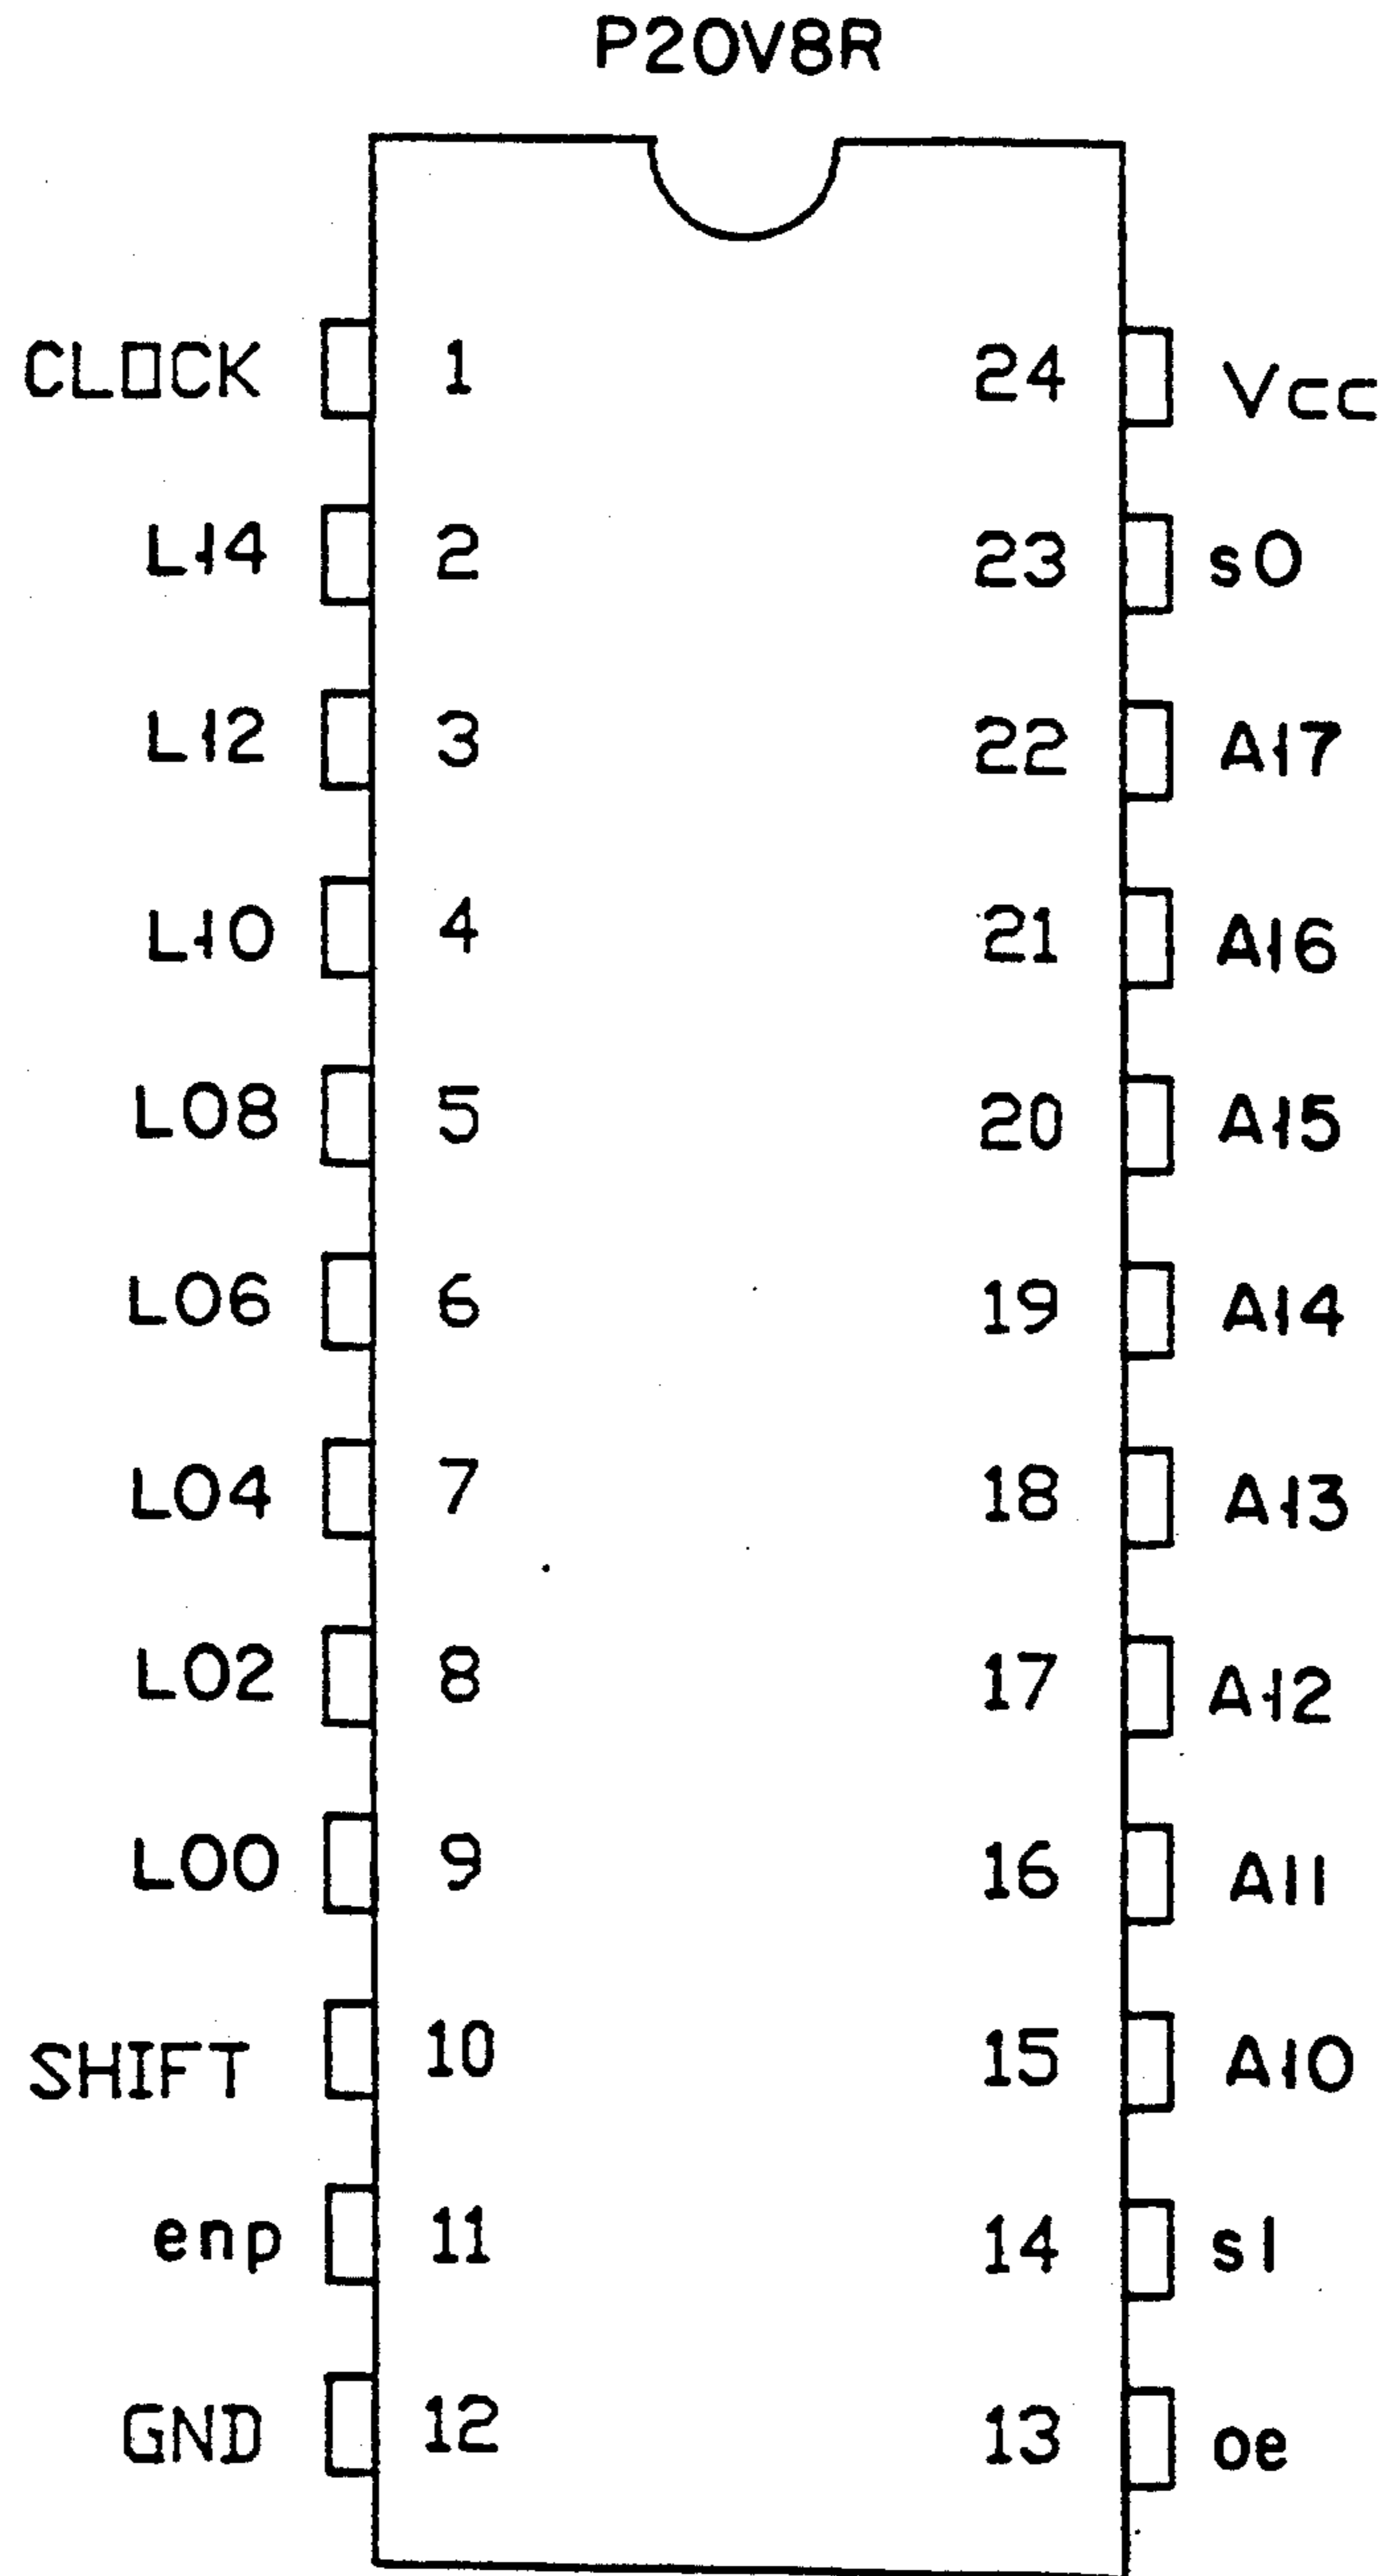 P20V8R
CLOCK 1 24 Vcc
L14 2 23 s0
L12 3 22 A17
L10 4 21 A16
L08 5 20 A15
L06 6 19 A14
L04 7 18 A13
L02 8 17 A12
L00 9 16 A11
SHIFT 10 15 A10
enp 11 14 s1
GND 12 13 oe